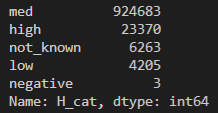 med 924683
high 23370
not_known 6263
low 4205
negative 3
Name: H_cat, dtype: int64